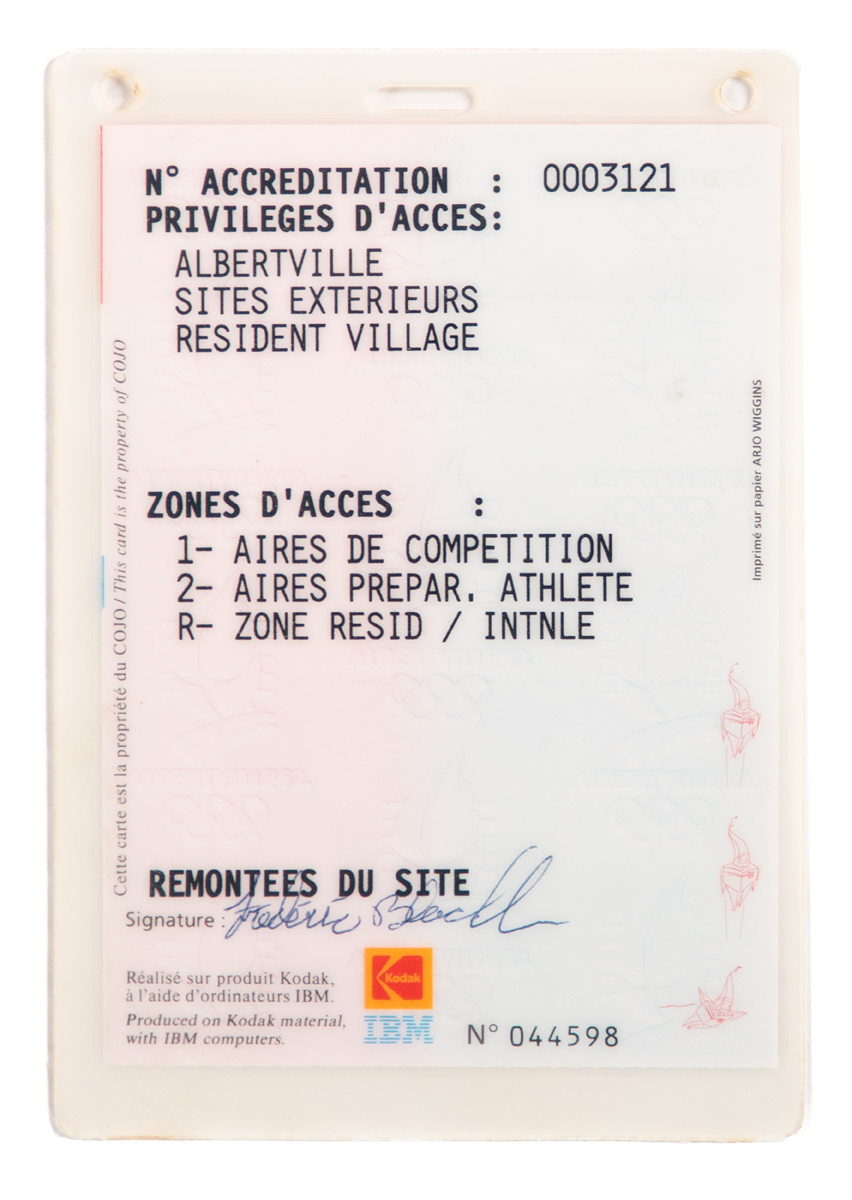 N° ACCREDITATION : 0003121
PRIVILEGES D'ACCES:
ALBERTVILLE
SITES EXTERIEURS
RESIDENT VILLAGE
Cette carte est la propriété du COJO / This card is the property of COJO
Imprimé sur papier ARJO WIGGINS
ZONES D'ACCES :
1- AIRES DE COMPETITION
2- AIRES PREPAR. ATHLETE
R- ZONE RESID / INTNLE
REMONTEES DU SITE
Signature : Frédéric
Réalisé sur produit Kodak,
à l'aide d'ordinateurs IBM.
Produced on Kodak material,
with IBM computers.
Kodak
IBM
N° 044598